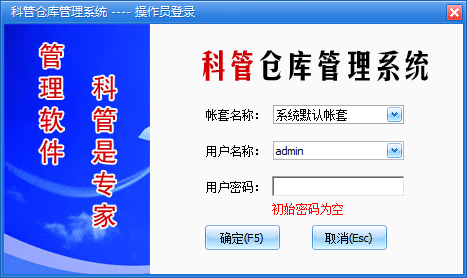 科管仓库管理系统 ---- 操作员登录
管理软件
科管是专家
科管仓库管理系统
帐套名称： 系统默认帐套
用户名称： admin
用户密码：
初始密码为空
确定(F5) 取消(Esc)